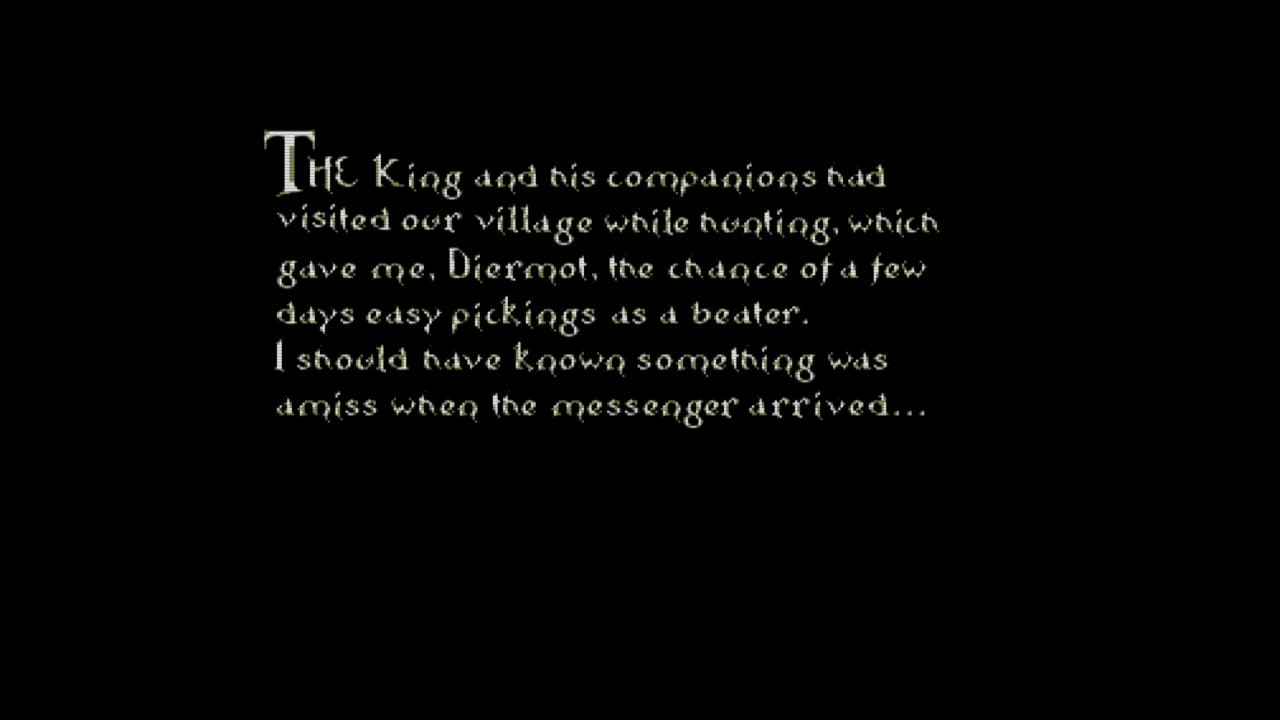 THE King and his companions had
visited our village while hunting, which
gave me, Diermot, the chance of a few
days easy pickings as a beater.
I should have known something was
amiss when the messenger arrived...